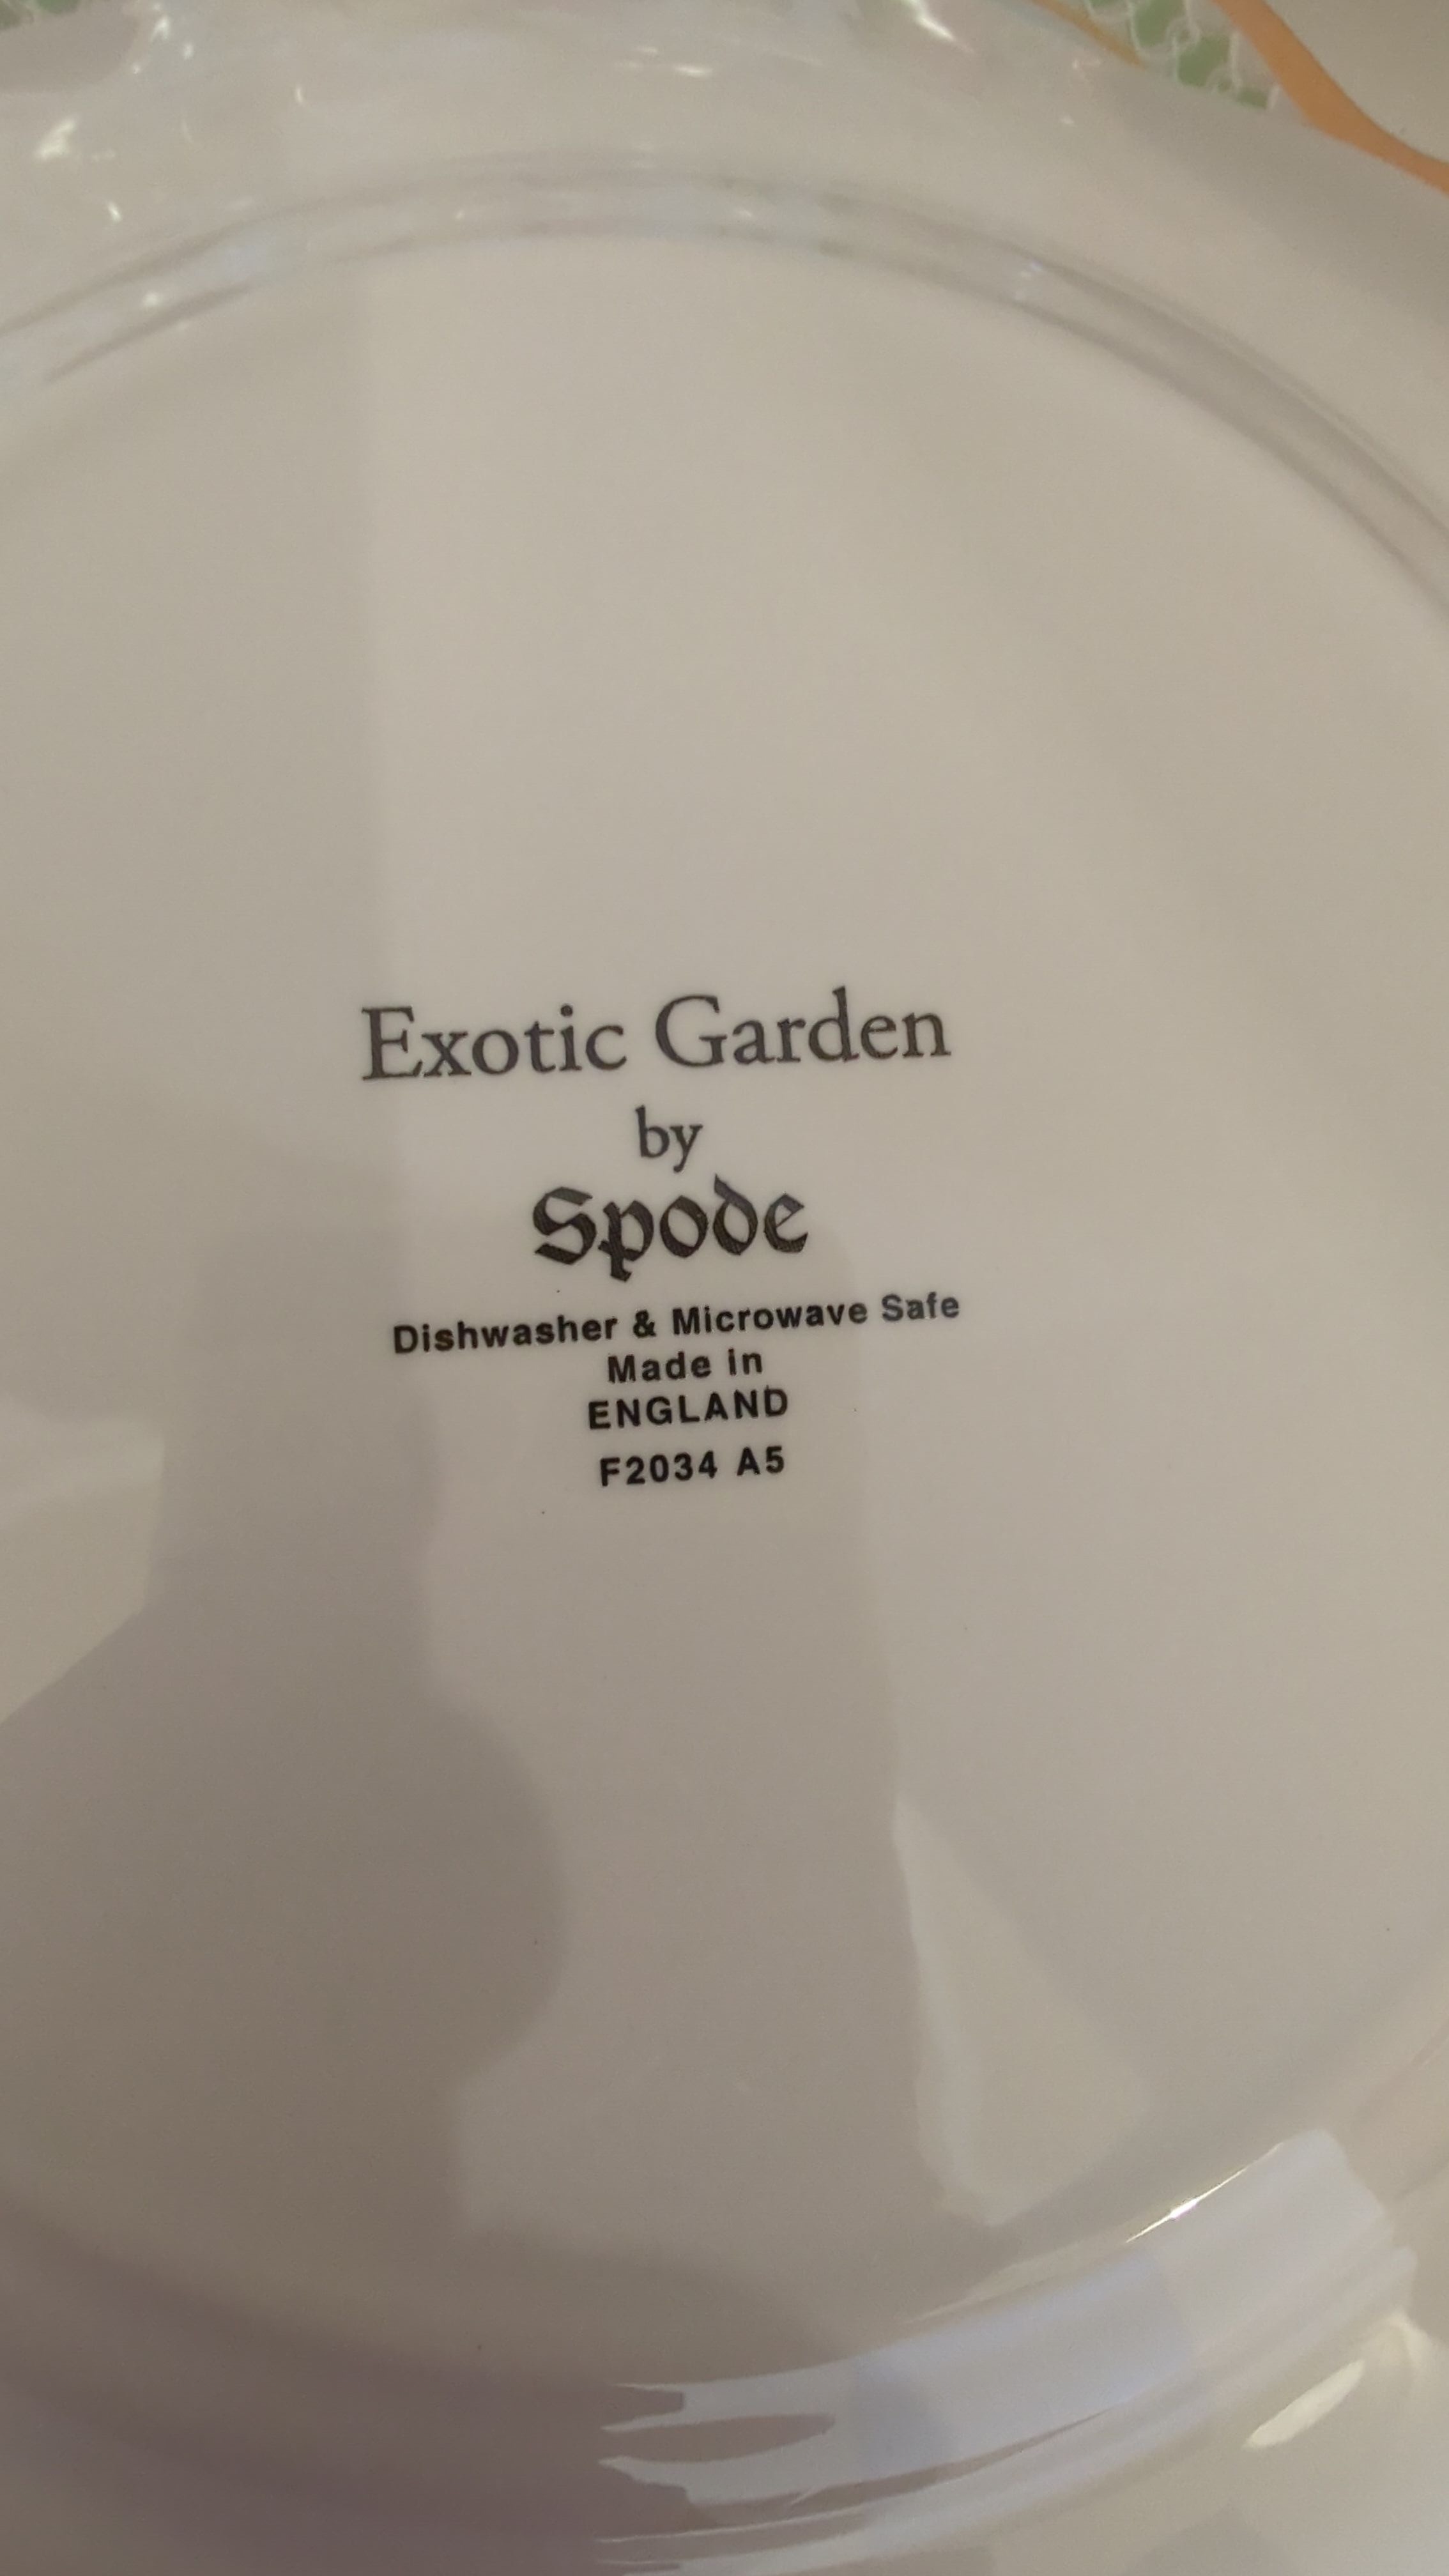 Exotic Garden
by
Spode
Dishwasher & Microwave Safe
Made in
ENGLAND
F2034 A5